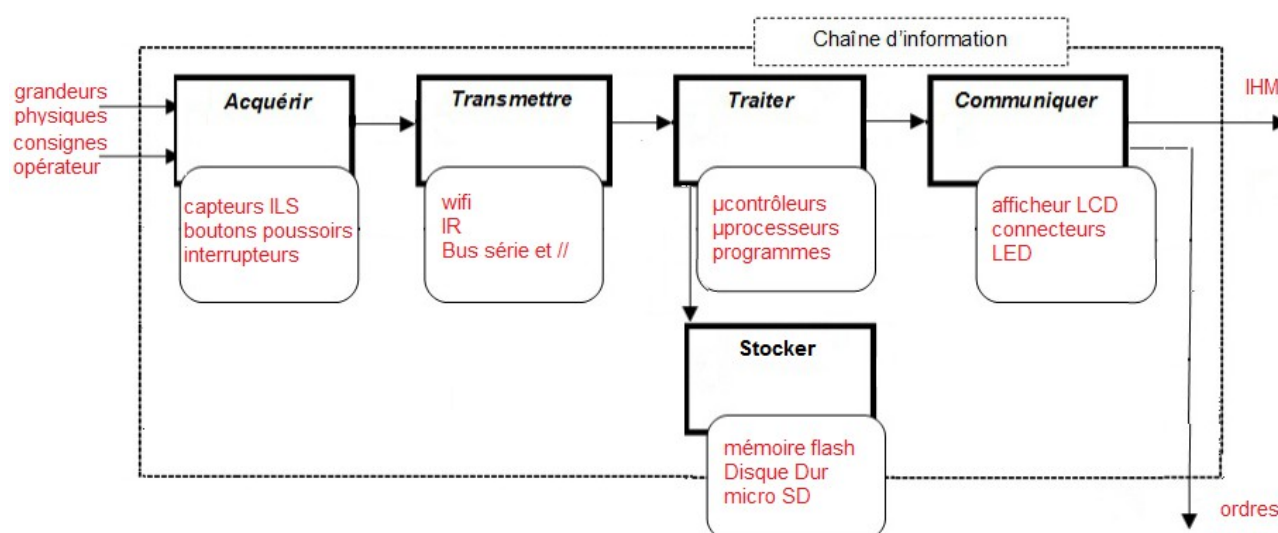 Chaîne d'information
grandeurs
physiques
consignes
opérateur
Acquérir
capteurs ILS
boutons poussoirs
interrupteurs
Transmettre
wifi
IR
Bus série et //
Traiter
µcontrôleurs
µprocesseurs
programmes
Communiquer
afficheur LCD
connecteurs
LED
IHM
Stocker
mémoire flash
Disque Dur
micro SD
ordres